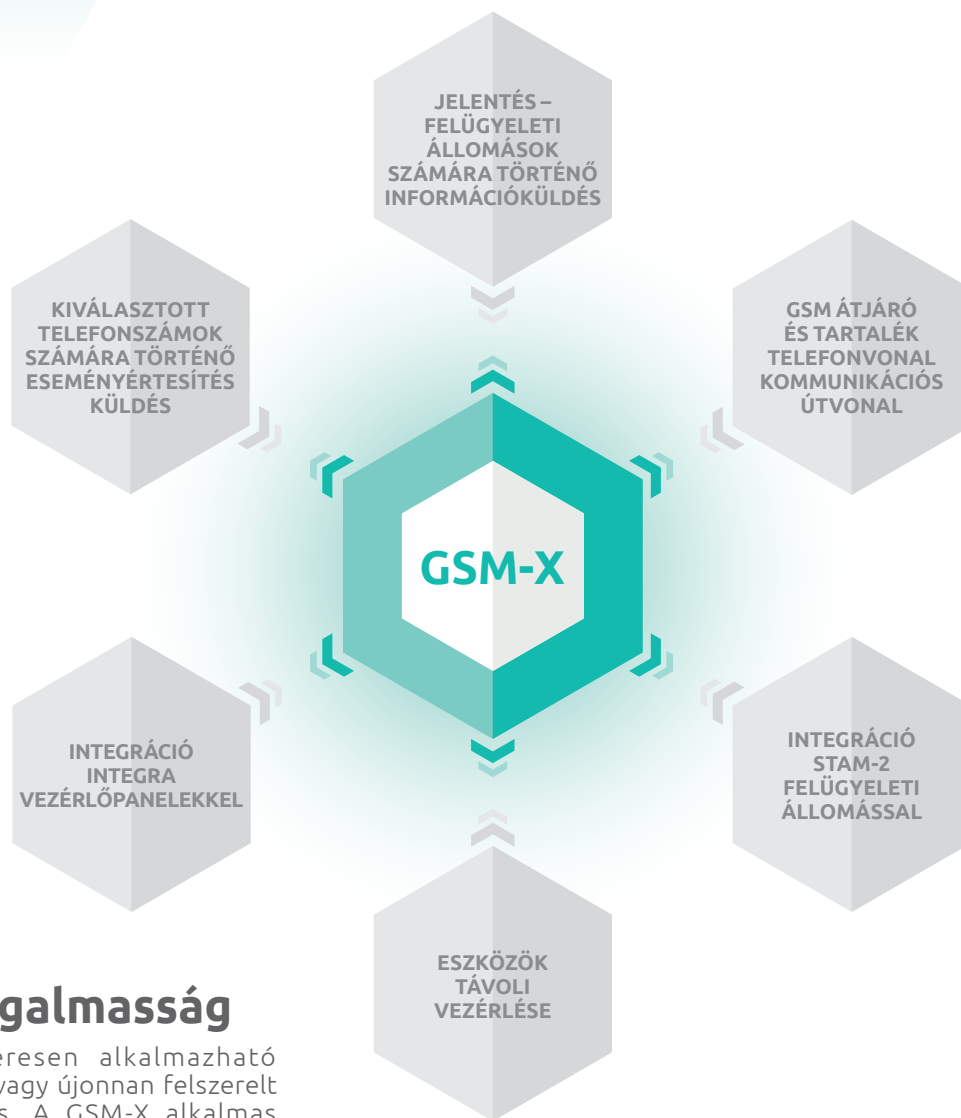 JELENTÉS –
FELÜGYELETI
ÁLLOMÁSOK
SZÁMÁRA TÖRTÉNŐ
INFORMÁCIÓKÜLDÉS
KIVÁLASZTOTT
TELEFONSZÁMOK
SZÁMÁRA TÖRTÉNŐ
ESEMÉNYÉRTESÍTÉS
KÜLDÉS
GSM ÁTJÁRÓ
ÉS TARTALÉK
TELEFONVONAL
KOMMUNIKÁCIÓS
ÚTVONAL
GSM-X
INTEGRÁCIÓ
INTEGRA
VEZÉRLŐPANELEKKEL
INTEGRÁCIÓ
STAM-2
FELÜGYELETI
ÁLLOMÁSSAL
ESZKÖZÖK
TÁVOLI
VEZÉRLÉSE
galmasság
eresen alkalmazható
vagy újonnan felszerelt
s. A GSM-X alkalmas